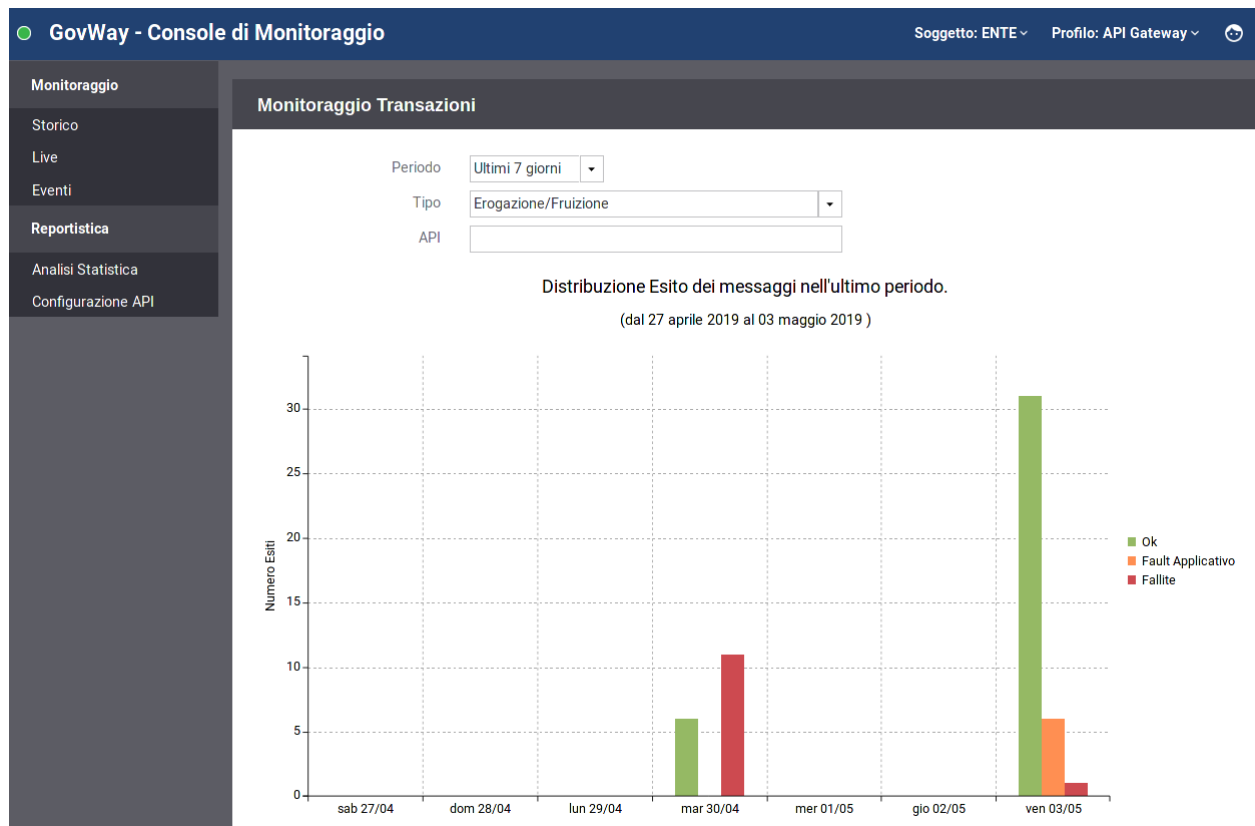 GovWay - Console di Monitoraggio
Soggetto: ENTE
Profilo: API Gateway
Monitoraggio
Storico
Live
Eventi
Reportistica
Analisi Statistica
Configurazione API
Monitoraggio Transazioni
Periodo
Ultimi 7 giorni
Tipo
Erogazione/Fruizione
API
Distribuzione Esito dei messaggi nell'ultimo periodo.
(dal 27 aprile 2019 al 03 maggio 2019 )
Numero Esiti
30
25
20
15
10
5
0
sab 27/04
dom 28/04
lun 29/04
mar 30/04
mer 01/05
gio 02/05
ven 03/05
Ok
Fault Applicativo
Fallite